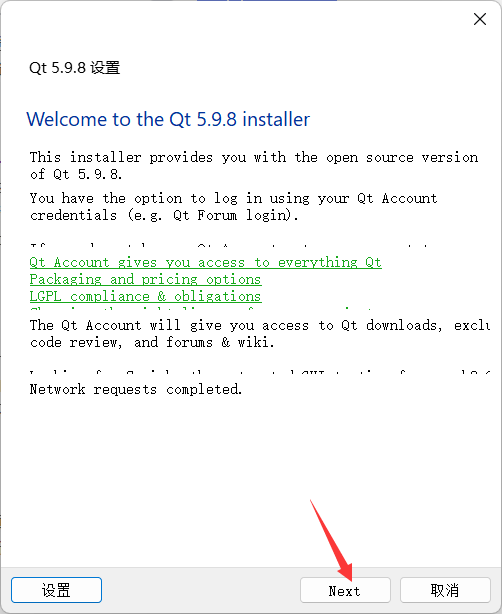 Qt 5.9.8 设置
Welcome to the Qt 5.9.8 installer
This installer provides you with the open source version
of Qt 5.9.8.
You have the option to log in using your Qt Account
credentials (e.g. Qt Forum login).
Qt Account gives you access to everything Qt
Packaging and pricing options
LGPL compliance & obligations
The Qt Account will give you access to Qt downloads, exclu
code review, and forums & wiki.
Network requests completed.
设置
Next
取消